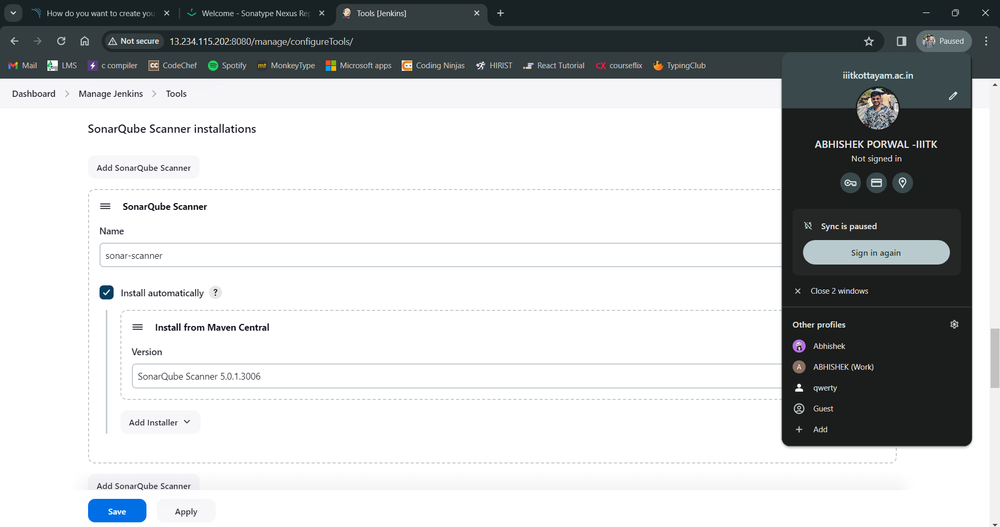 How do you want to create you
Welcome - Sonatype Nexus Rep
Tools [Jenkins]
Not secure
13.234.115.202:8080/manage/configureTools/
Paused
Mail
LMS
c compiler
CC
CodeChef
Spotify
mt
MonkeyType
Microsoft apps
Coding Ninjas
HIRIST
React Tutorial
CX
courseflix
TypingClub
Dashboard > Manage Jenkins > Tools
SonarQube Scanner installations
Add SonarQube Scanner
SonarQube Scanner
Name
sonar-scanner
Install automatically ?
Install from Maven Central
Version
SonarQube Scanner 5.0.1.3006
Add Installer
Add SonarQube Scanner
Save
Apply
iiitkottayam.ac.in
ABHISHEK PORWAL -IIITK
Not signed in
Sync is paused
Sign in again
Close 2 windows
Other profiles
Abhishek
A
ABHISHEK (Work)
qwerty
Guest
Add